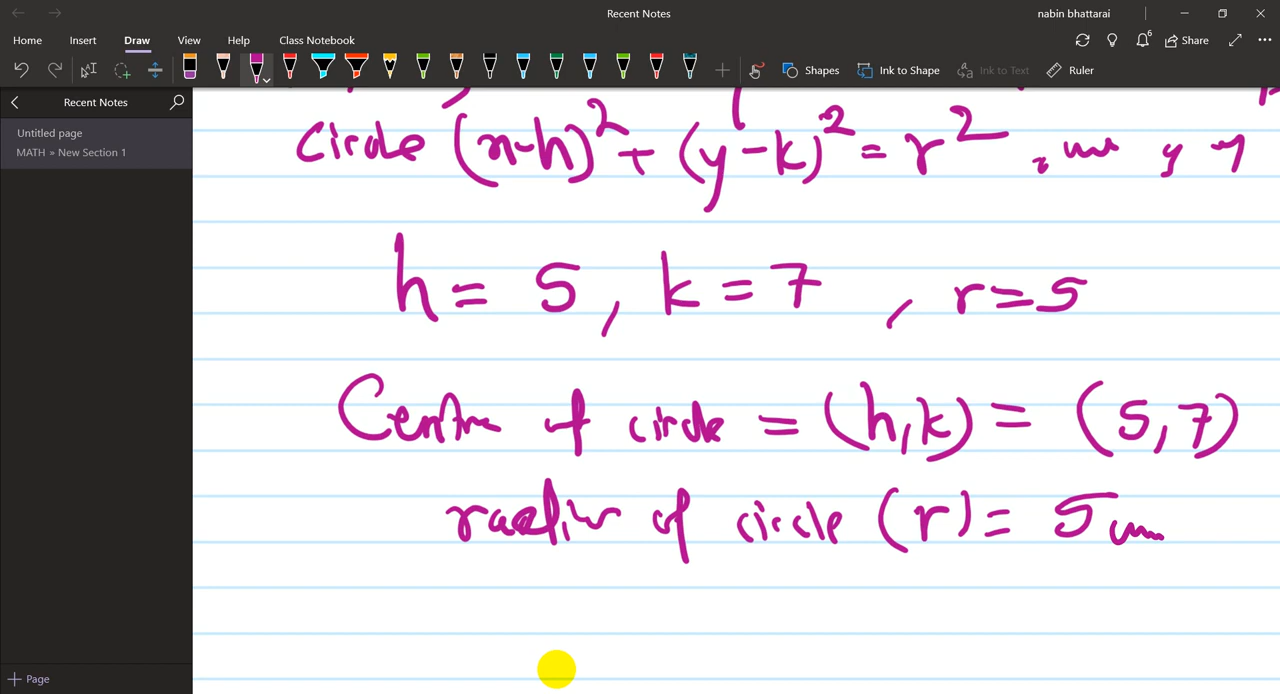 Recent Notes
nabin bhattarai
Home Insert Draw View Help Class Notebook
6 Share
Shapes Ink to Shape Ink to Text Ruler
Recent Notes
Untitled page
MATH » New Section 1
Circle (x-h)² + (y-k)² = r²
h = 5, k = 7, r = 5
Centre of circle = (h,k) = (5,7)
radius of circle (r) = 5
Page